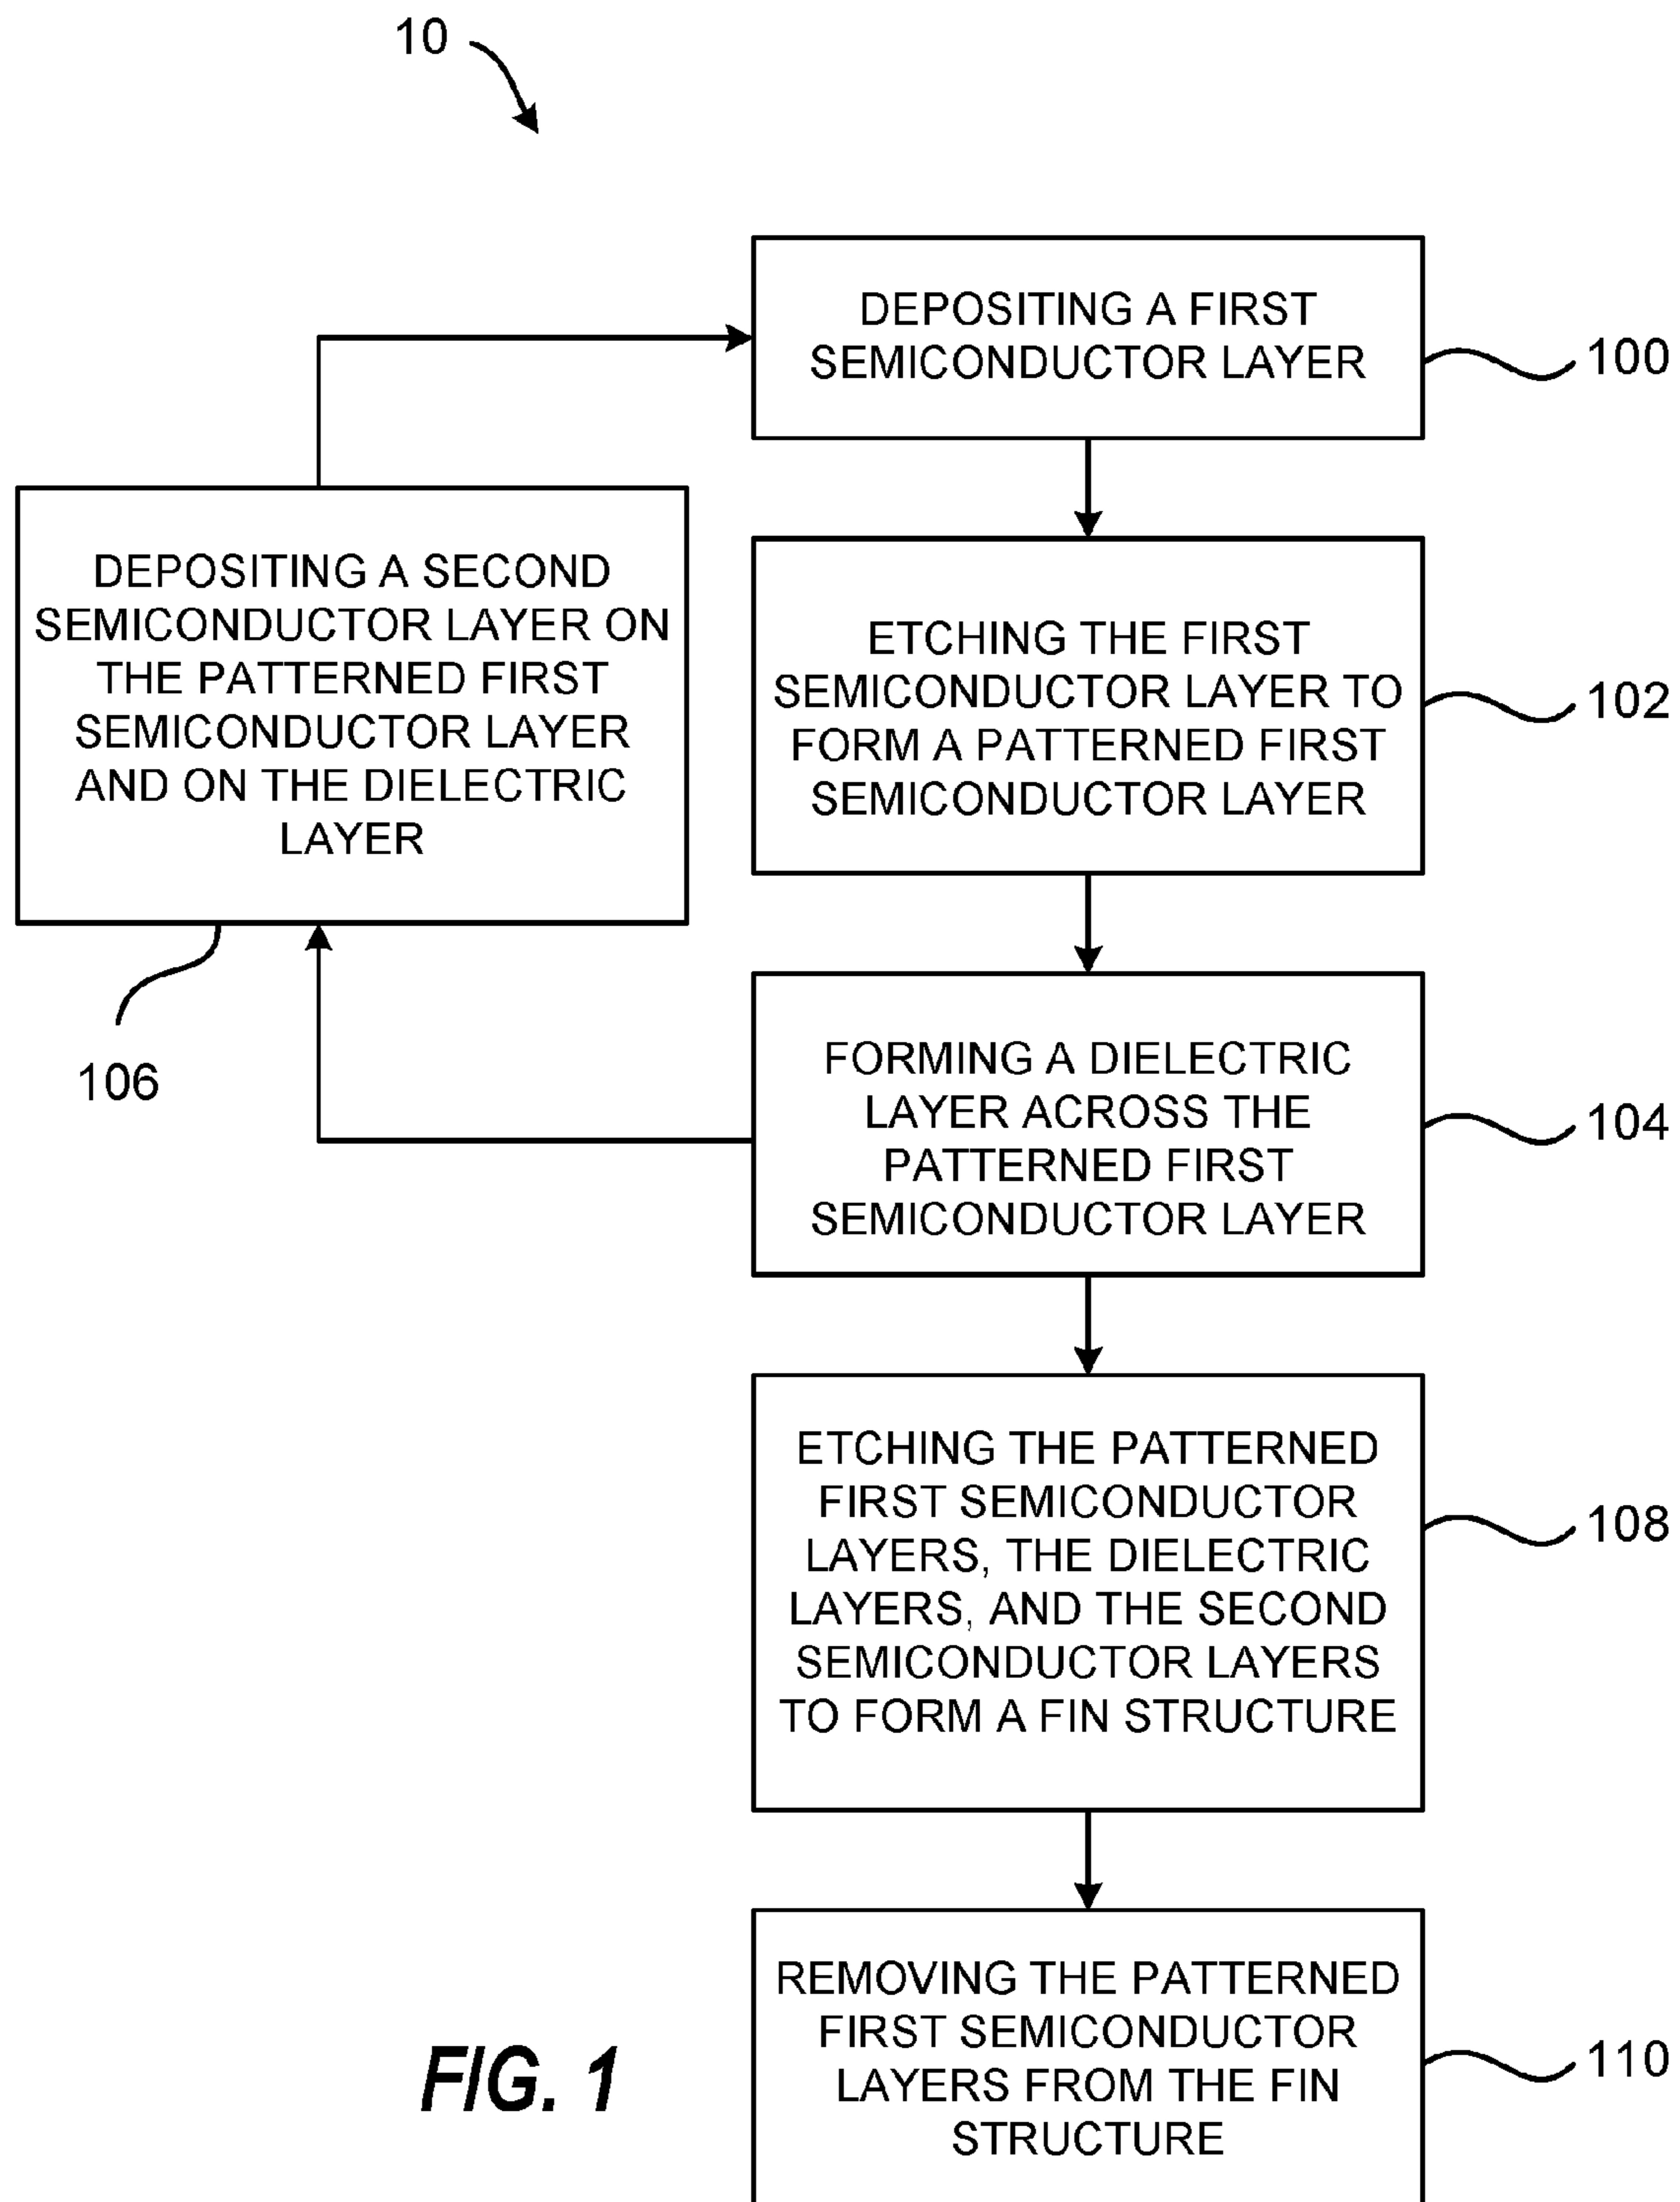 10
DEPOSITING A FIRST
SEMICONDUCTOR LAYER
100
DEPOSITING A SECOND
SEMICONDUCTOR LAYER ON
THE PATTERNED FIRST
SEMICONDUCTOR LAYER
AND ON THE DIELECTRIC
LAYER
106
ETCHING THE FIRST
SEMICONDUCTOR LAYER TO
FORM A PATTERNED FIRST
SEMICONDUCTOR LAYER
102
FORMING A DIELECTRIC
LAYER ACROSS THE
PATTERNED FIRST
SEMICONDUCTOR LAYER
104
ETCHING THE PATTERNED
FIRST SEMICONDUCTOR
LAYERS, THE DIELECTRIC
LAYERS, AND THE SECOND
SEMICONDUCTOR LAYERS
TO FORM A FIN STRUCTURE
108
REMOVING THE PATTERNED
FIRST SEMICONDUCTOR
LAYERS FROM THE FIN
STRUCTURE
110
FIG. 1